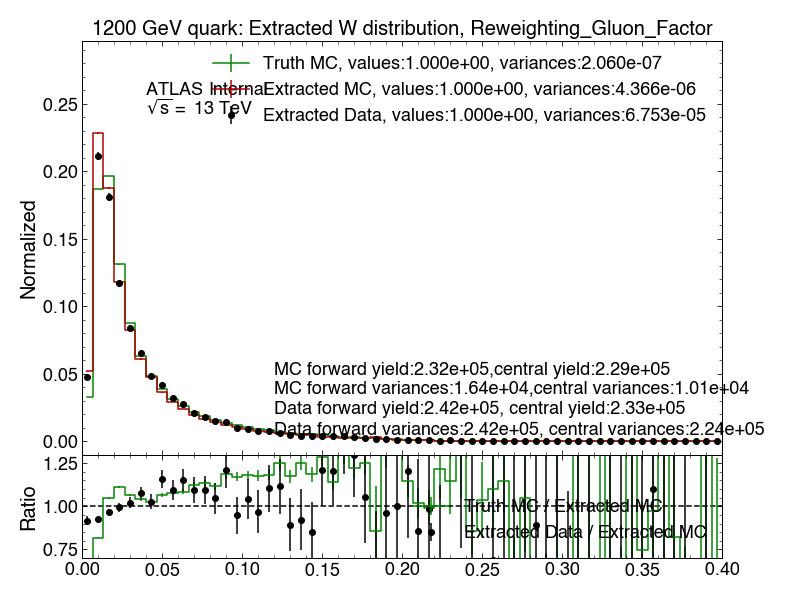 1200 GeV quark: Extracted W distribution, Reweighting_Gluon_Factor
Truth MC, values:1.000e+00, variances:2.060e-07
ATLAS Internal
Extracted MC, values:1.000e+00, variances:4.366e-06
√s = 13 TeV
Extracted Data, values:1.000e+00, variances:6.753e-05
Normalized
0.25
0.20
0.15
0.10
0.05
0.00
MC forward yield:2.32e+05,central yield:2.29e+05
MC forward variances:1.64e+04,central variances:1.01e+04
Data forward yield:2.42e+05, central yield:2.33e+05
Data forward variances:2.42e+05, central variances:2.24e+05
Ratio
1.25
1.00
0.75
Truth MC / Extracted MC
Extracted Data / Extracted MC
0.00 0.05 0.10 0.15 0.20 0.25 0.30 0.35 0.40